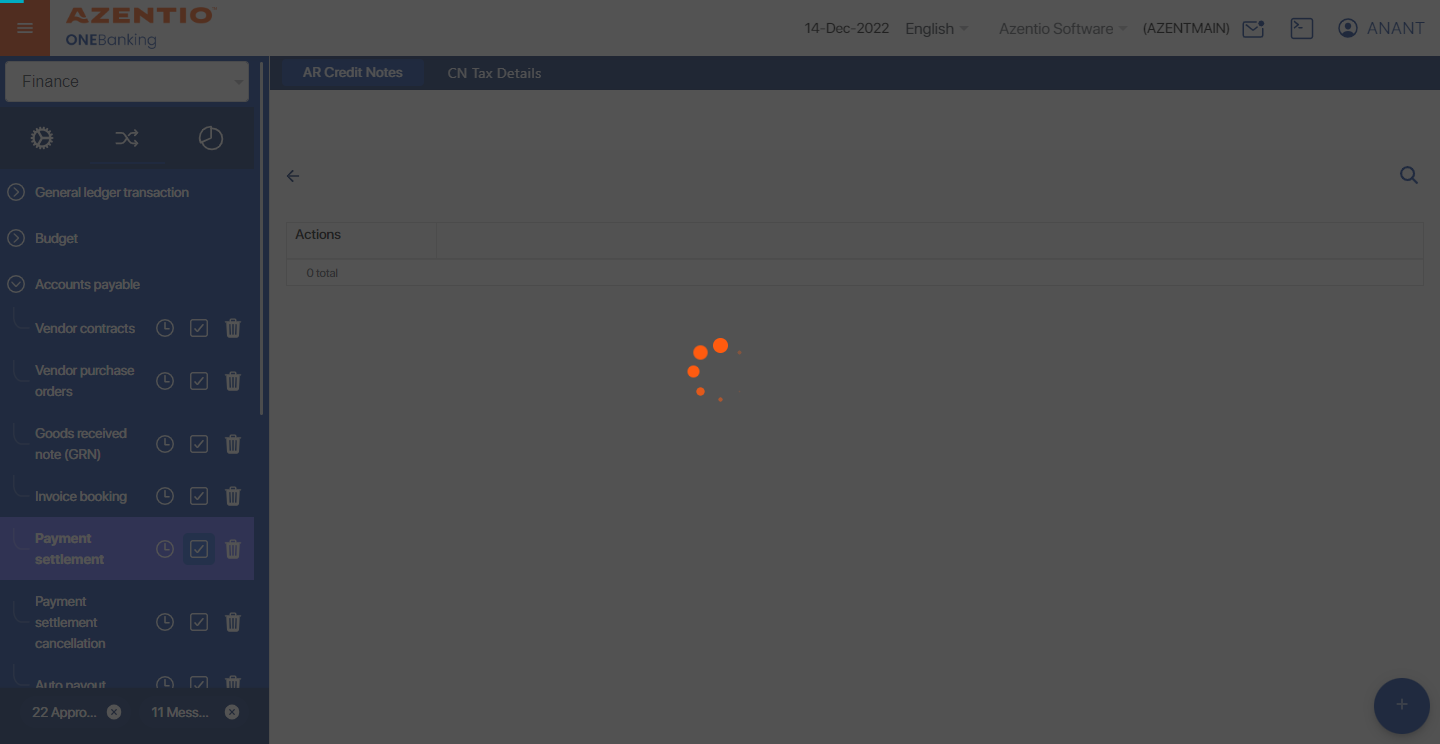 AZENTIO
ONEBanking
14-Dec-2022
English
Azentio Software
(AZENTMAIN)
ANANT
Finance
AR Credit Notes
CN Tax Details
General ledger transaction
Budget
Accounts payable
Vendor contracts
Vendor purchase
orders
Goods received
note (GRN)
Invoice booking
Payment
settlement
Payment
settlement
cancellation
Auto payout
22 Appro...
11 Mess...
Actions
0 total